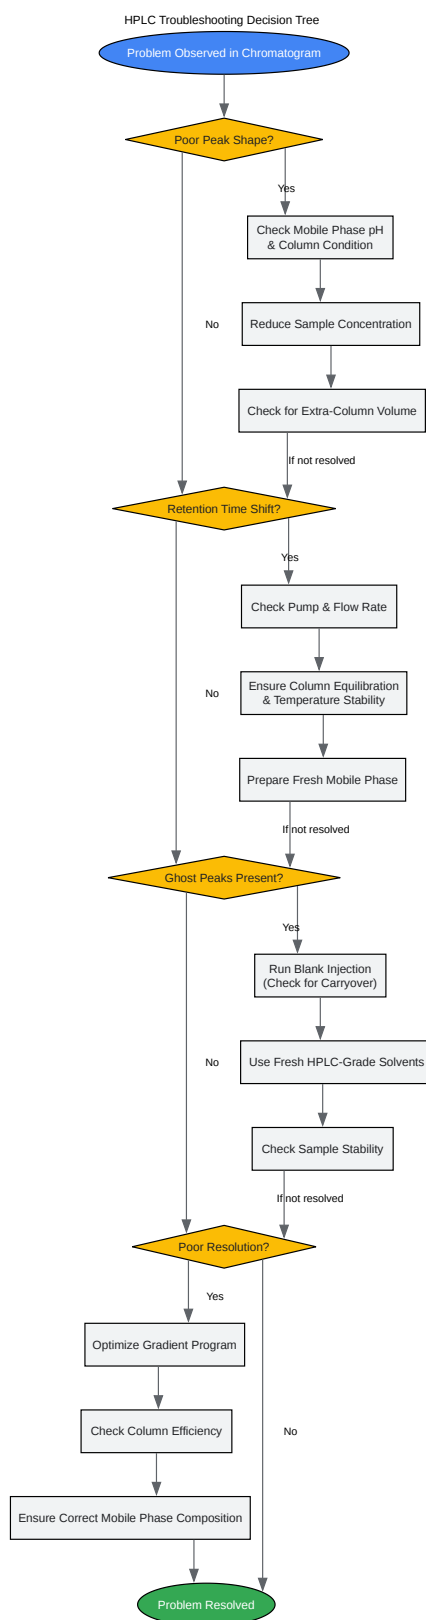 HPLC Troubleshooting Decision Tree
Problem Observed in Chromatogram
Poor Peak Shape?
Yes
Check Mobile Phase pH
& Column Condition
No
Reduce Sample Concentration
Check for Extra-Column Volume
If not resolved
Retention Time Shift?
Yes
Check Pump & Flow Rate
No
Ensure Column Equilibration
& Temperature Stability
Prepare Fresh Mobile Phase
If not resolved
Ghost Peaks Present?
Yes
Run Blank Injection
(Check for Carryover)
No
Use Fresh HPLC-Grade Solvents
Check Sample Stability
If not resolved
Poor Resolution?
Yes
Optimize Gradient Program
Check Column Efficiency
No
Ensure Correct Mobile Phase Composition
Problem Resolved